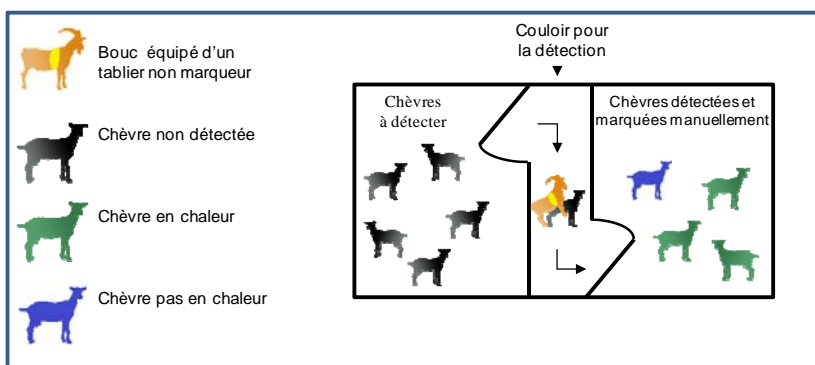 Bouc équipé d'un
tablier non marqueur
Chèvre non détectée
Chèvre en chaleur
Chèvre pas en chaleur
Couloir pour
la détection
Chèvres
à détecter
Chèvres détectées et
marquées manuellement